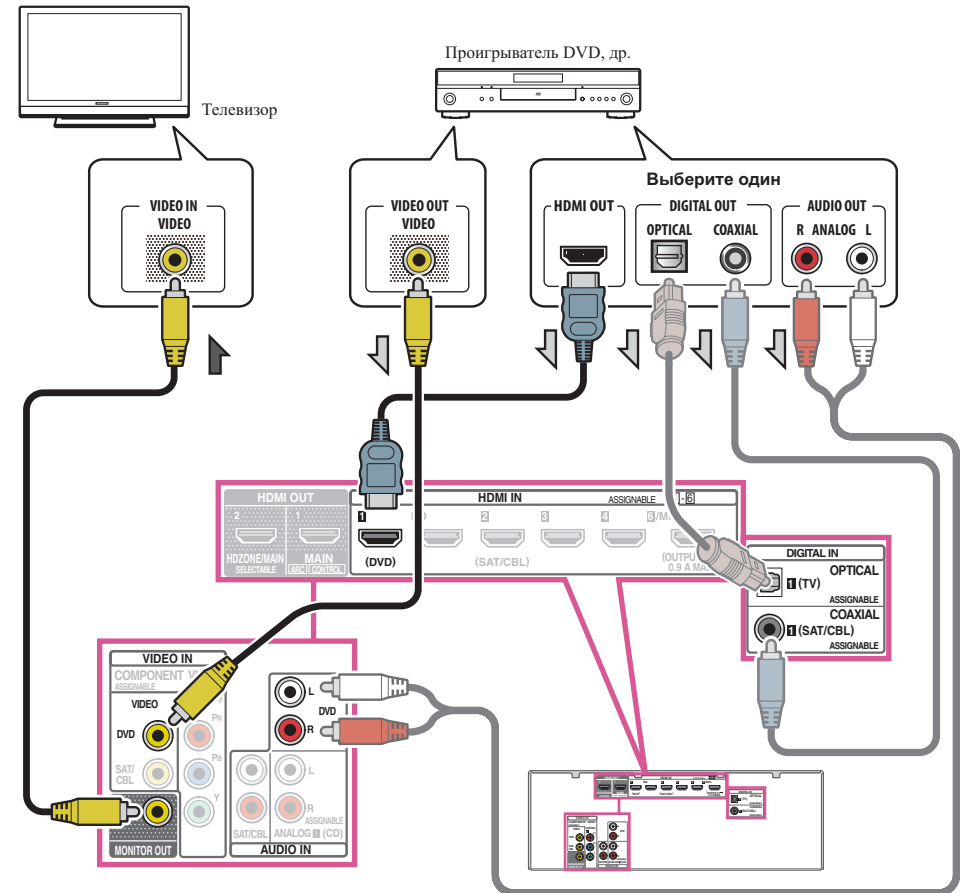 Проигрыватель DVD, др.
Телевизор
VIDEO IN
VIDEO
VIDEO OUT
VIDEO
Выберите один
HDMI OUT
DIGITAL OUT
OPTICAL COAXIAL
AUDIO OUT
R ANALOG L
HDMI OUT
2
1
HDZONE/MAIN
SELECTABLE
MAIN
ARC CONTROL
HDMI IN
ASSIGNABLE
-6
1
2
3
4
(DVD)
(SAT/CBL)
DIGITAL IN
OPTICAL
1 (TV)
ASSIGNABLE
COAXIAL
1 (SAT/CBL)
ASSIGNABLE
VIDEO IN
COMPONENT
ASSIGNABLE
VIDEO
DVD
SAT/
CBL
PR
PB
Y
MONITOR OUT
L
DVD
R
L
R
ASSIGNABLE
SAT/CBL
ANALOG 1 (CD)
AUDIO IN